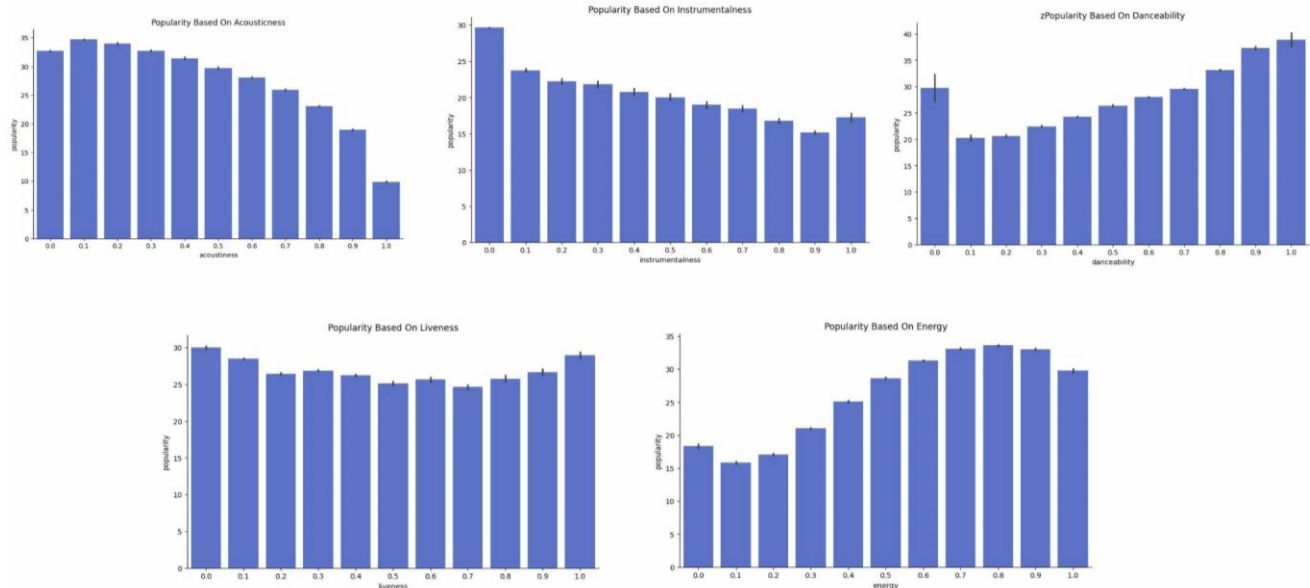 Popularity Based On Acousticness
35
30
25
20
15
10
5
0
popularity
0.0 0.1 0.2 0.3 0.4 0.5 0.6 0.7 0.8 0.9 1.0
acoustiness
Popularity Based On Instrumentalness
30
25
20
15
10
5
0
popularity
0.0 0.1 0.2 0.3 0.4 0.5 0.6 0.7 0.8 0.9 1.0
instrumentalness
zPopularity Based On Danceability
40
35
30
25
20
15
10
5
0
popularity
0.0 0.1 0.2 0.3 0.4 0.5 0.6 0.7 0.8 0.9 1.0
danceability
Popularity Based On Liveness
30
25
20
15
10
5
0
popularity
0.0 0.1 0.2 0.3 0.4 0.5 0.6 0.7 0.8 0.9 1.0
liveness
Popularity Based On Energy
35
30
25
20
15
10
5
0
popularity
0.0 0.1 0.2 0.3 0.4 0.5 0.6 0.7 0.8 0.9 1.0
energy